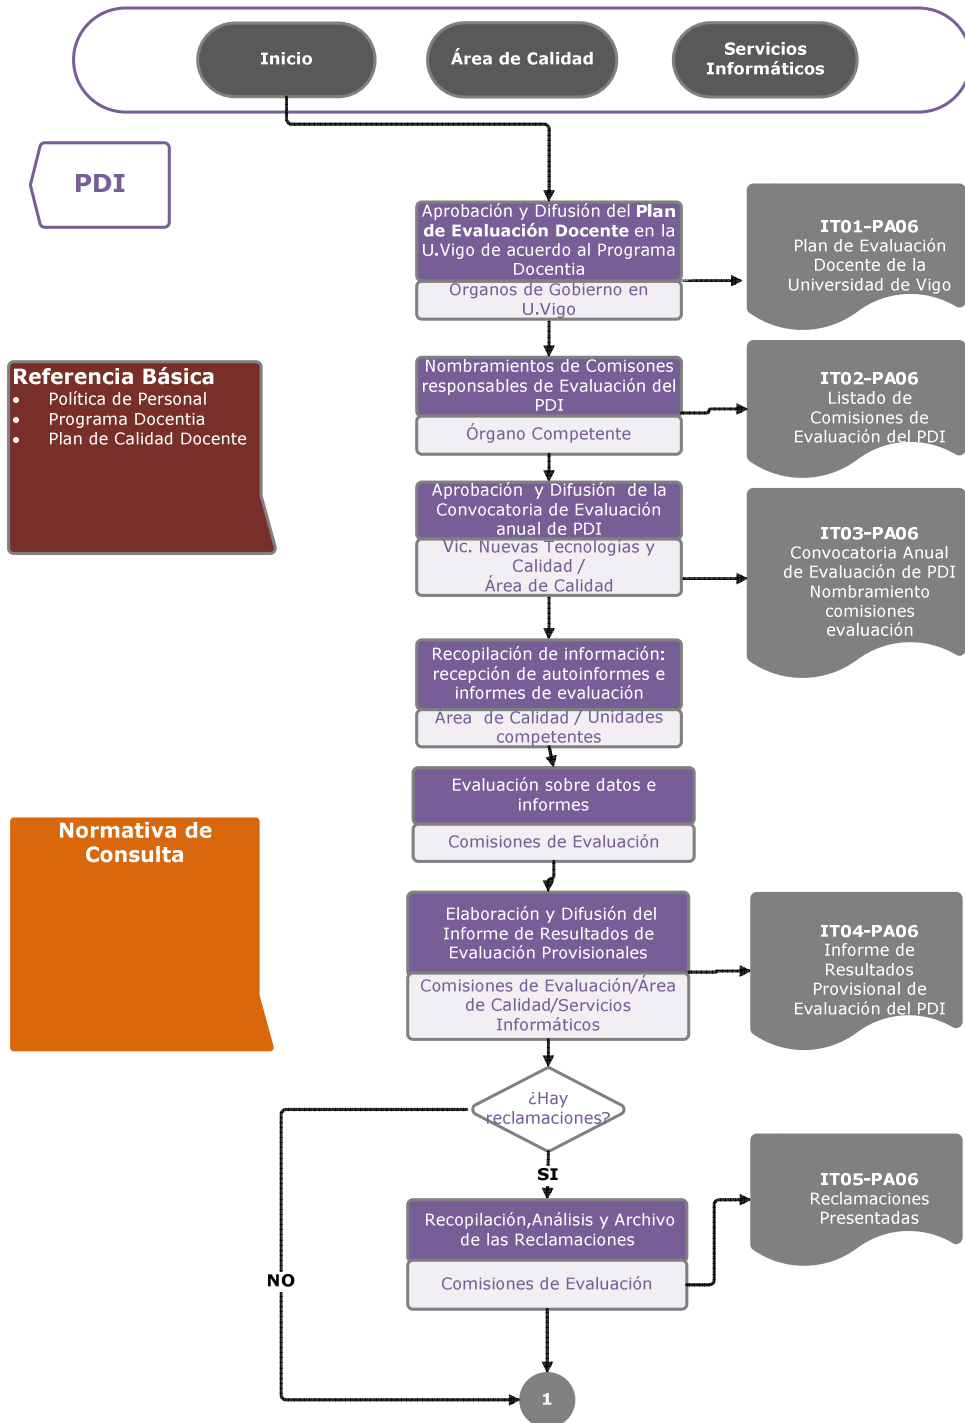 Inicio
Área de Calidad
Servicios
Informáticos
PDI
Aprobación y Difusión del Plan
de Evaluación Docente en la
U.Vigo de acuerdo al Programa
Docentia
Órganos de Gobierno en
U.Vigo
IT01-PA06
Plan de Evaluación
Docente de la
Universidad de Vigo
Referencia Básica
• Política de Personal
• Programa Docentia
• Plan de Calidad Docente
Nombramientos de Comisones
responsables de Evaluación del
PDI
Órgano Competente
IT02-PA06
Listado de
Comisiones de
Evaluación del PDI
Aprobación y Difusión de la
Convocatoria de Evaluación
anual de PDI
Vic. Nuevas Tecnologías y
Calidad /
Área de Calidad
IT03-PA06
Convocatoria Anual
de Evaluación de PDI
Nombramiento
comisiones
evaluación
Recopilación de información:
recepción de autoinformes e
informes de evaluación
Área de Calidad / Unidades
competentes
Evaluación sobre datos e
informes
Comisiones de Evaluación
Normativa de
Consulta
Elaboración y Difusión del
Informe de Resultados de
Evaluación Provisionales
Comisiones de Evaluación/Área
de Calidad/Servicios
Informáticos
IT04-PA06
Informe de
Resultados
Provisional de
Evaluación del PDI
¿Hay
reclamaciones?
SI
Recopilación,Análisis y Archivo
de las Reclamaciones
Comisiones de Evaluación
IT05-PA06
Reclamaciones
Presentadas
NO
1